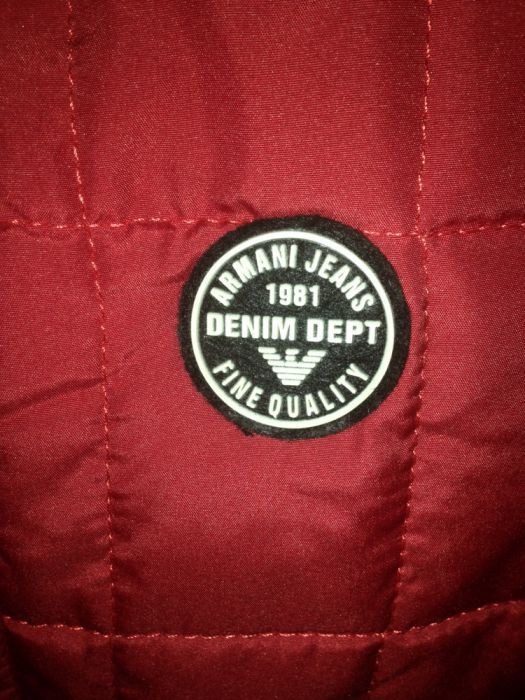 ARMANI JEANS
1981
DENIM DEPT
FINE QUALITY